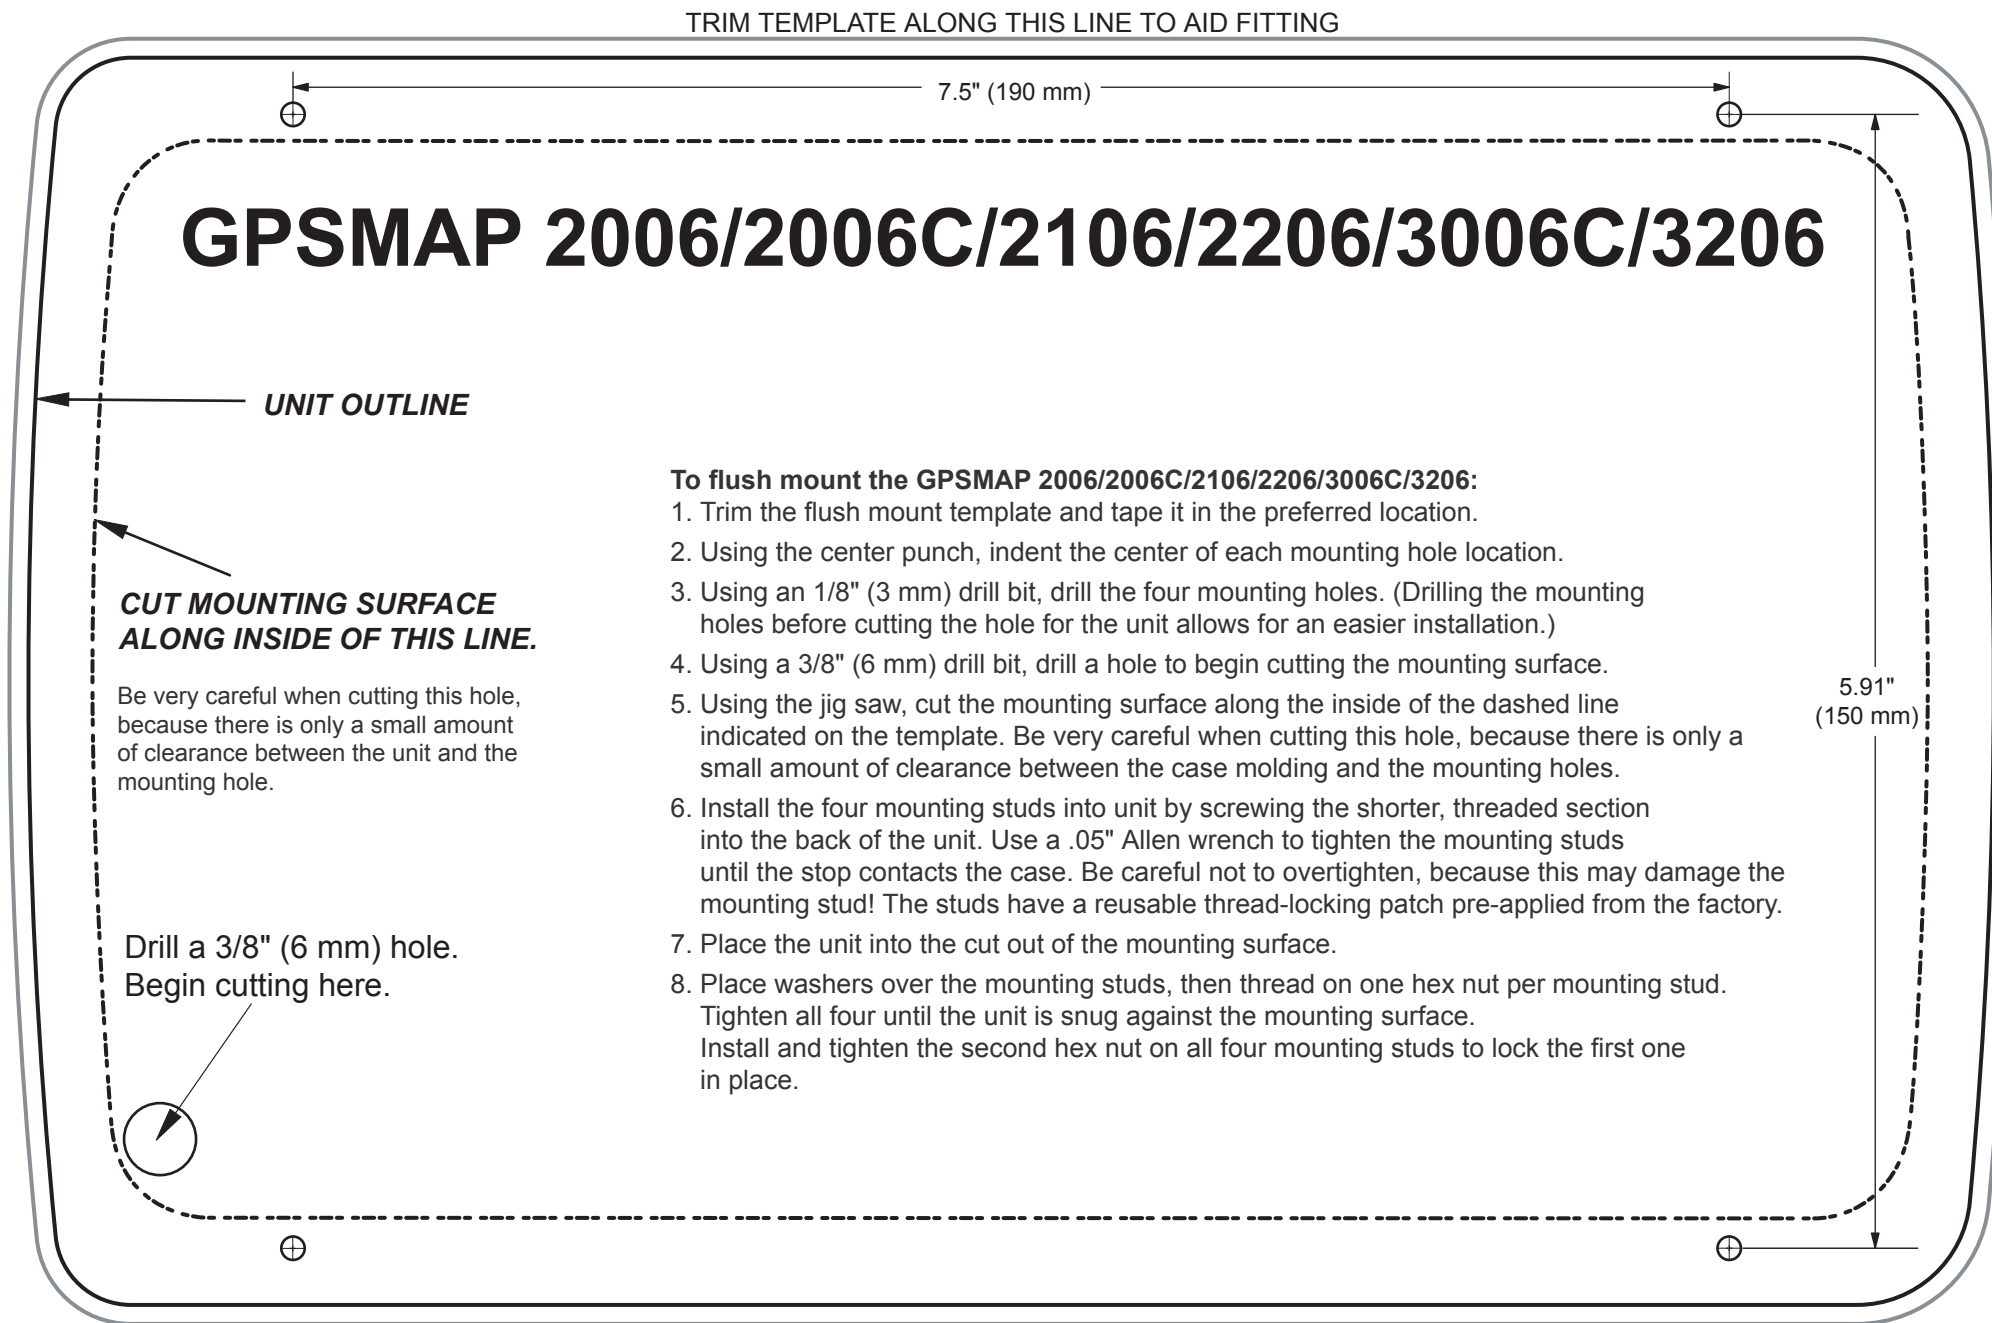 TRIM TEMPLATE ALONG THIS LINE TO AID FITTING
7.5" (190 mm)
GPSMAP 2006/2006C/2106/2206/3006C/3206
UNIT OUTLINE
CUT MOUNTING SURFACE
ALONG INSIDE OF THIS LINE.
Be very careful when cutting this hole,
because there is only a small amount
of clearance between the unit and the
mounting hole.
Drill a 3/8" (6 mm) hole.
Begin cutting here.
To flush mount the GPSMAP 2006/2006C/2106/2206/3006C/3206:
1. Trim the flush mount template and tape it in the preferred location.
2. Using the center punch, indent the center of each mounting hole location.
3. Using an 1/8" (3 mm) drill bit, drill the four mounting holes. (Drilling the mounting
holes before cutting the hole for the unit allows for an easier installation.)
4. Using a 3/8" (6 mm) drill bit, drill a hole to begin cutting the mounting surface.
5. Using the jig saw, cut the mounting surface along the inside of the dashed line
indicated on the template. Be very careful when cutting this hole, because there is only a
small amount of clearance between the case molding and the mounting holes.
6. Install the four mounting studs into unit by screwing the shorter, threaded section
into the back of the unit. Use a .05" Allen wrench to tighten the mounting studs
until the stop contacts the case. Be careful not to overtighten, because this may damage the
mounting stud! The studs have a reusable thread-locking patch pre-applied from the factory.
7. Place the unit into the cut out of the mounting surface.
8. Place washers over the mounting studs, then thread on one hex nut per mounting stud.
Tighten all four until the unit is snug against the mounting surface.
Install and tighten the second hex nut on all four mounting studs to lock the first one
in place.
5.91"
(150 mm)